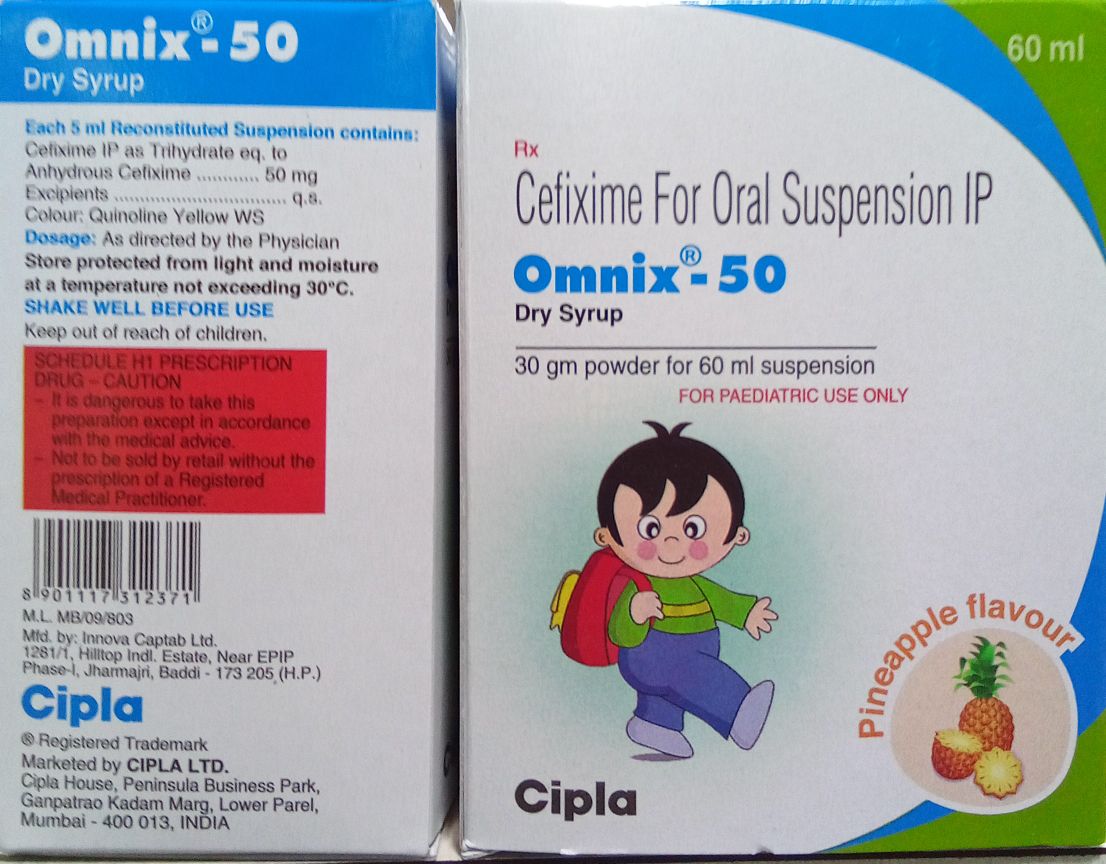 Omnix®- 50
Dry Syrup
Each 5 ml Reconstituted Suspension contains:
Cefixime IP as Trihydrate eq. to
Anhydrous Cefixime ............ 50 mg
Excipients ................................. q.s.
Colour: Quinoline Yellow WS
Dosage: As directed by the Physician
Store protected from light and moisture
at a temperature not exceeding 30°C.
SHAKE WELL BEFORE USE
Keep out of reach of children.
SCHEDULE H1 PRESCRIPTION
DRUG – CAUTION
– It is dangerous to take this
preparation except in accordance
with the medical advice.
– Not to be sold by retail without the
prescription of a Registered
Medical Practitioner.
8 901117 312371
M.L. MB/09/803
Mfd. by: Innova Captab Ltd.
1281/1, Hilltop Indl. Estate, Near EPIP
Phase-I, Jharmajri, Baddi - 173 205 (H.P.)
Cipla
® Registered Trademark
Marketed by CIPLA LTD.
Cipla House, Peninsula Business Park,
Ganpatrao Kadam Marg, Lower Parel,
Mumbai - 400 013, INDIA
60 ml
Rx
Cefixime For Oral Suspension IP
Omnix®- 50
Dry Syrup
30 gm powder for 60 ml suspension
FOR PAEDIATRIC USE ONLY
Pineapple flavour
Cipla